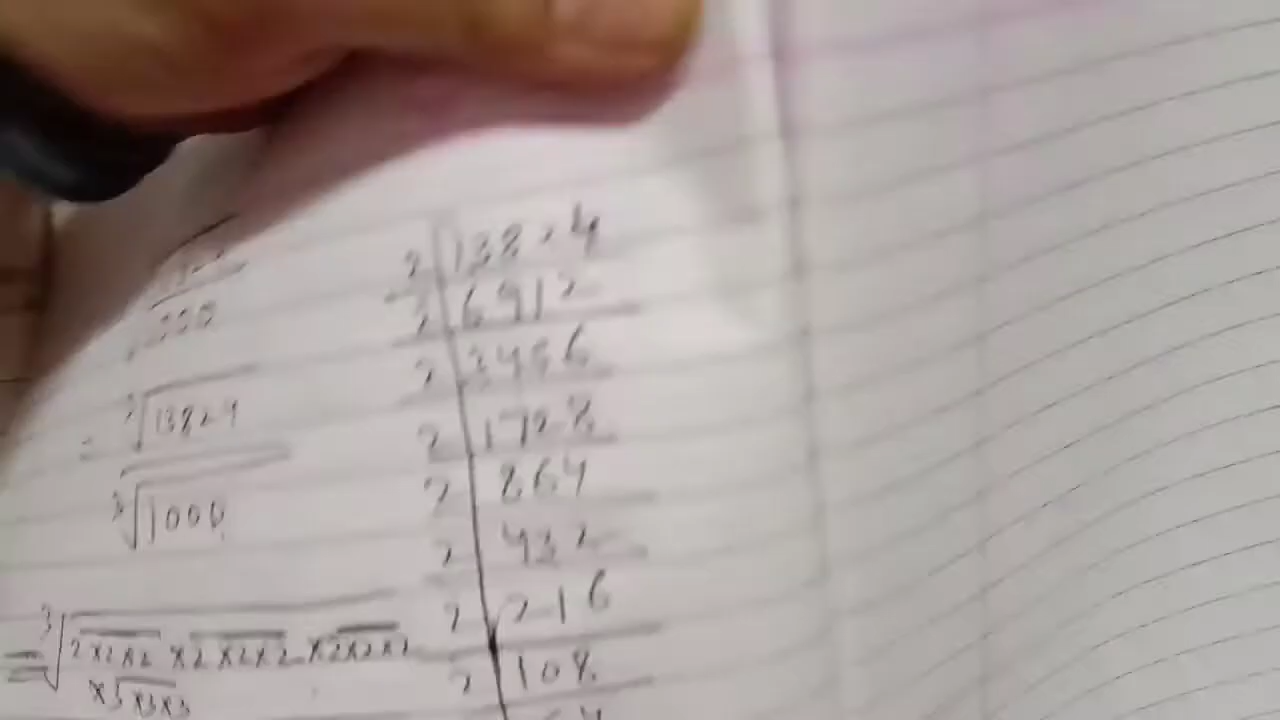 = ∛13824
∛1000
= ∛2×2×2 ×2×2×2 ×2×2×2
×3×3×3
2 | 13824
2 | 6912
2 | 3456
2 | 1728
2 | 864
2 | 432
2 | 216
2 | 108